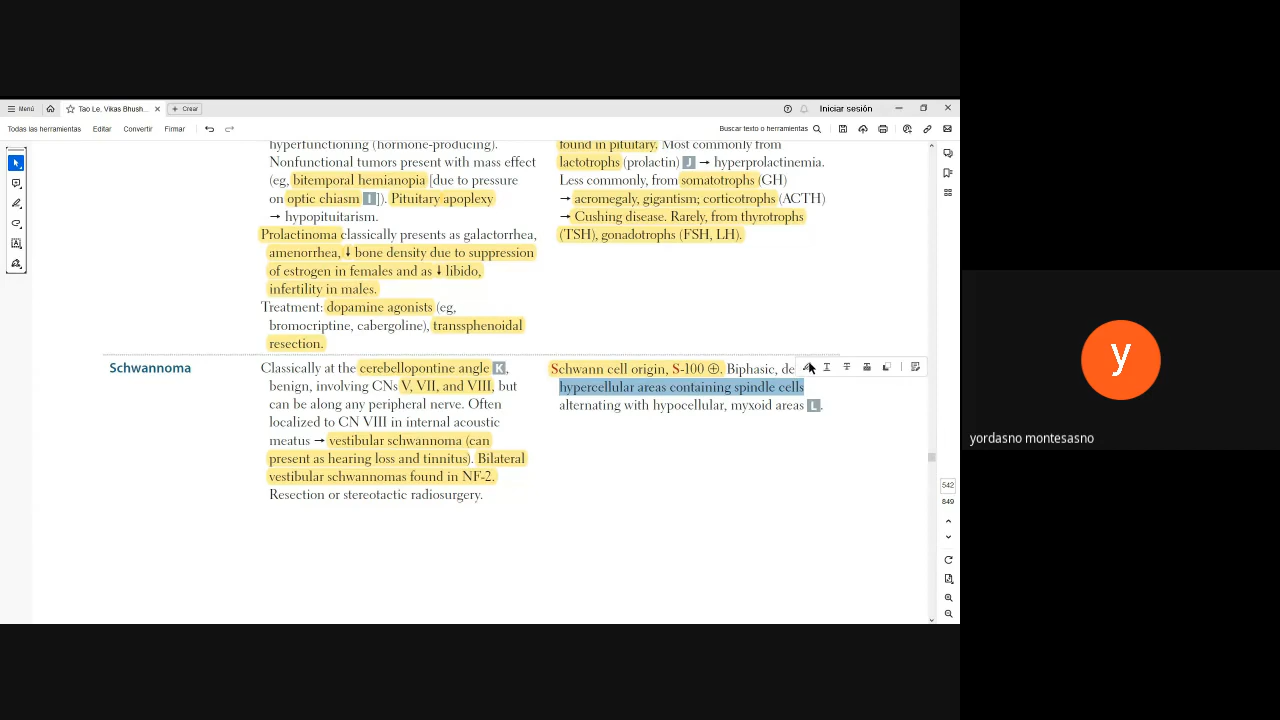 Menú
Tao Le, Vikas Bhush...
Crear
Iniciar sesión
Todas las herramientas Editar Convertir Firmar
Buscar texto o herramientas
hyperfunctioning (hormone-producing).
Nonfunctional tumors present with mass effect
(eg, bitemporal hemianopia [due to pressure
on optic chiasm I]). Pituitary apoplexy
→ hypopituitarism.
Prolactinoma classically presents as galactorrhea,
amenorrhea, ↓ bone density due to suppression
of estrogen in females and as ↓ libido,
infertility in males.
Treatment: dopamine agonists (eg,
bromocriptine, cabergoline), transsphenoidal
resection.
found in pituitary. Most commonly from
lactotrophs (prolactin) J → hyperprolactinemia.
Less commonly, from somatotrophs (GH)
→ acromegaly, gigantism; corticotrophs (ACTH)
→ Cushing disease. Rarely, from thyrotrophs
(TSH), gonadotrophs (FSH, LH).
Schwannoma
Classically at the cerebellopontine angle K,
benign, involving CNs V, VII, and VIII, but
can be along any peripheral nerve. Often
localized to CN VIII in internal acoustic
meatus → vestibular schwannoma (can
present as hearing loss and tinnitus). Bilateral
vestibular schwannomas found in NF-2.
Resection or stereotactic radiosurgery.
Schwann cell origin, S-100 ⊕. Biphasic, de
hypercellular areas containing spindle cells
alternating with hypocellular, myxoid areas L.
542
849
y
yordasno montesasno